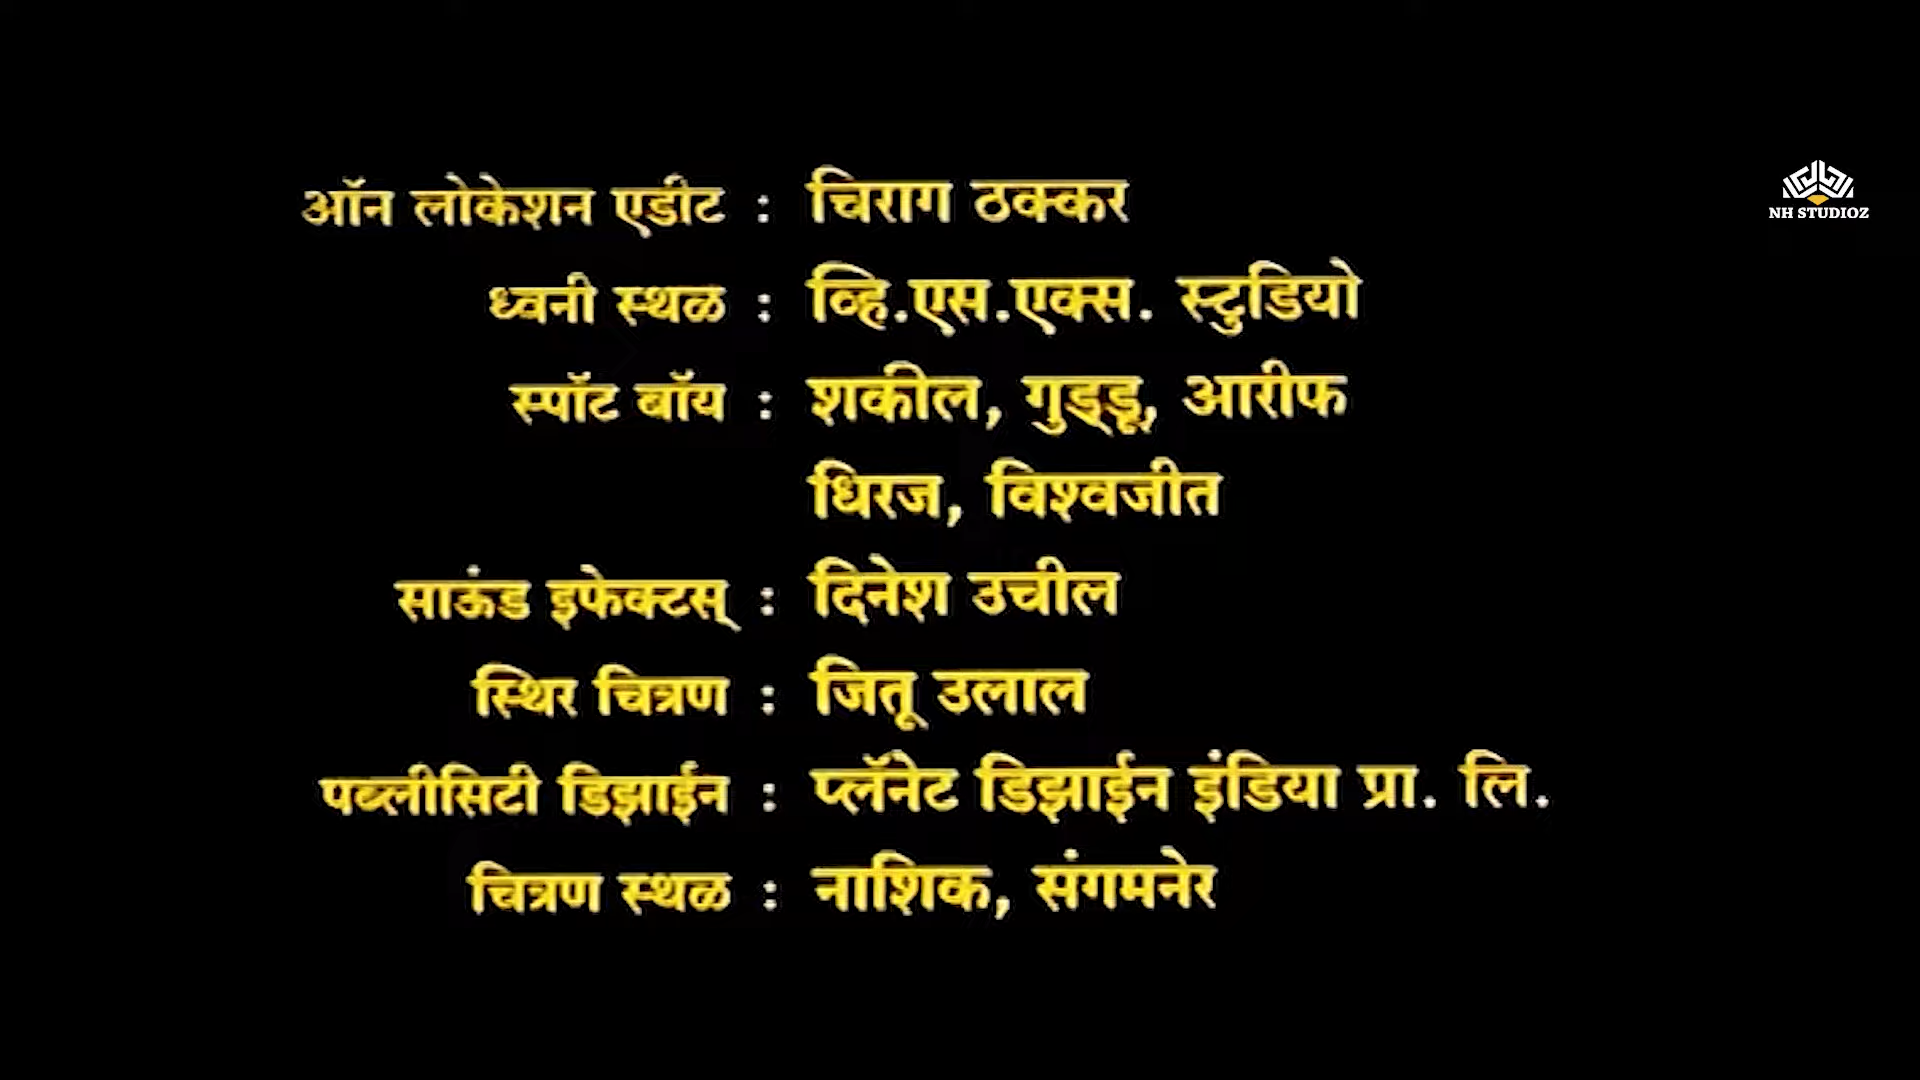 ऑन लोकेशन एडीट : चिराग ठक्कर
NH STUDIOZ
ध्वनी स्थळ : व्हि.एस.एक्स. स्टुडियो
स्पॉट बॉय : शकील, गुड्डू, आरीफ
धिरज, विश्वजीत
साऊंड इफेक्टस् : दिनेश उचील
स्थिर चित्रण : जितू उलाल
पब्लीसिटी डिझाईन : प्लॅनेट डिझाईन इंडिया प्रा. लि.
चित्रण स्थळ : नाशिक, संगमनेर